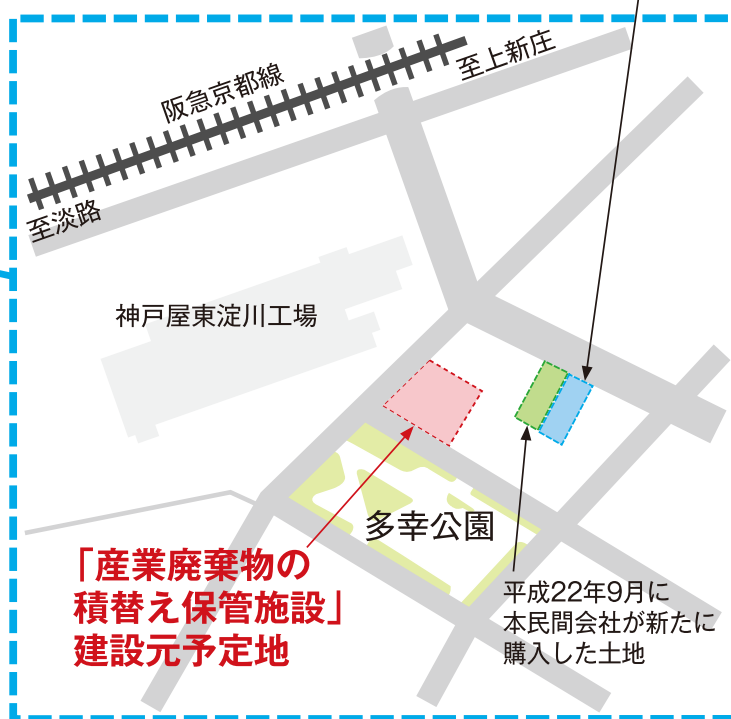 阪急京都線
至上新庄
至淡路
神戸屋東淀川工場
多幸公園
「産業廃棄物の
積替え保管施設」
建設元予定地
平成22年9月に
本民間会社が新たに
購入した土地